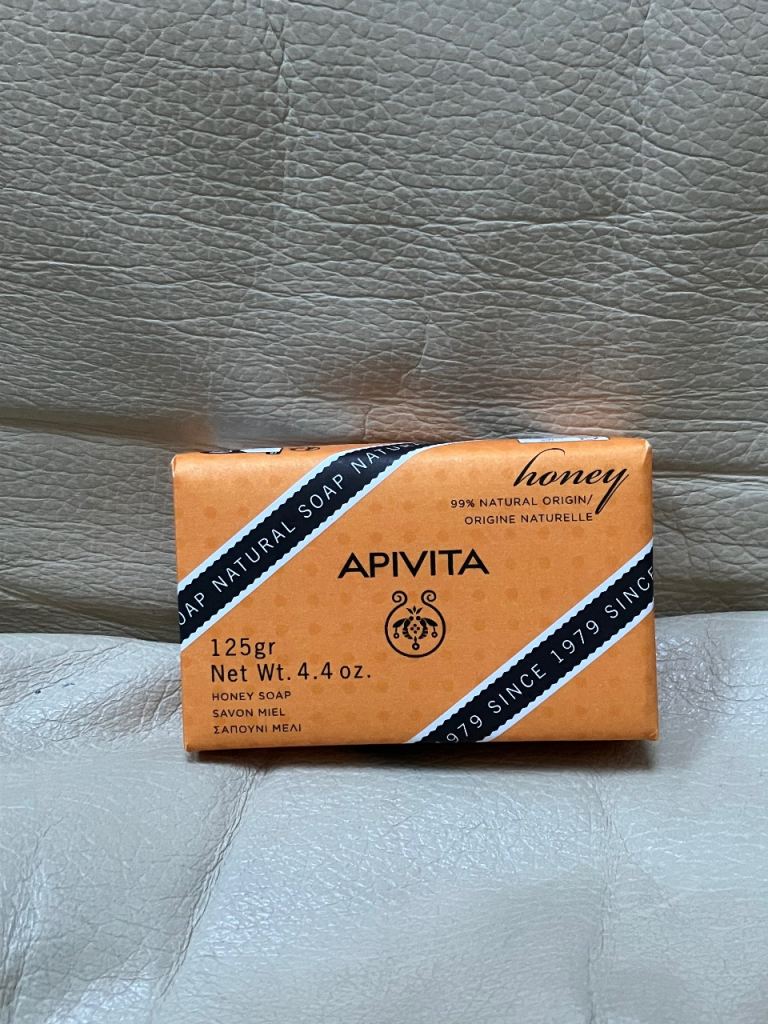 OAP NATURAL SOAP NATU
honey
99% NATURAL ORIGIN/
ORIGINE NATURELLE
APIVITA
125gr
Net Wt. 4.4 oz.
HONEY SOAP
SAVON MIEL
ΣΑΠΟΥΝΙ ΜΕΛΙ
1979 SINCE 1979 SINCE